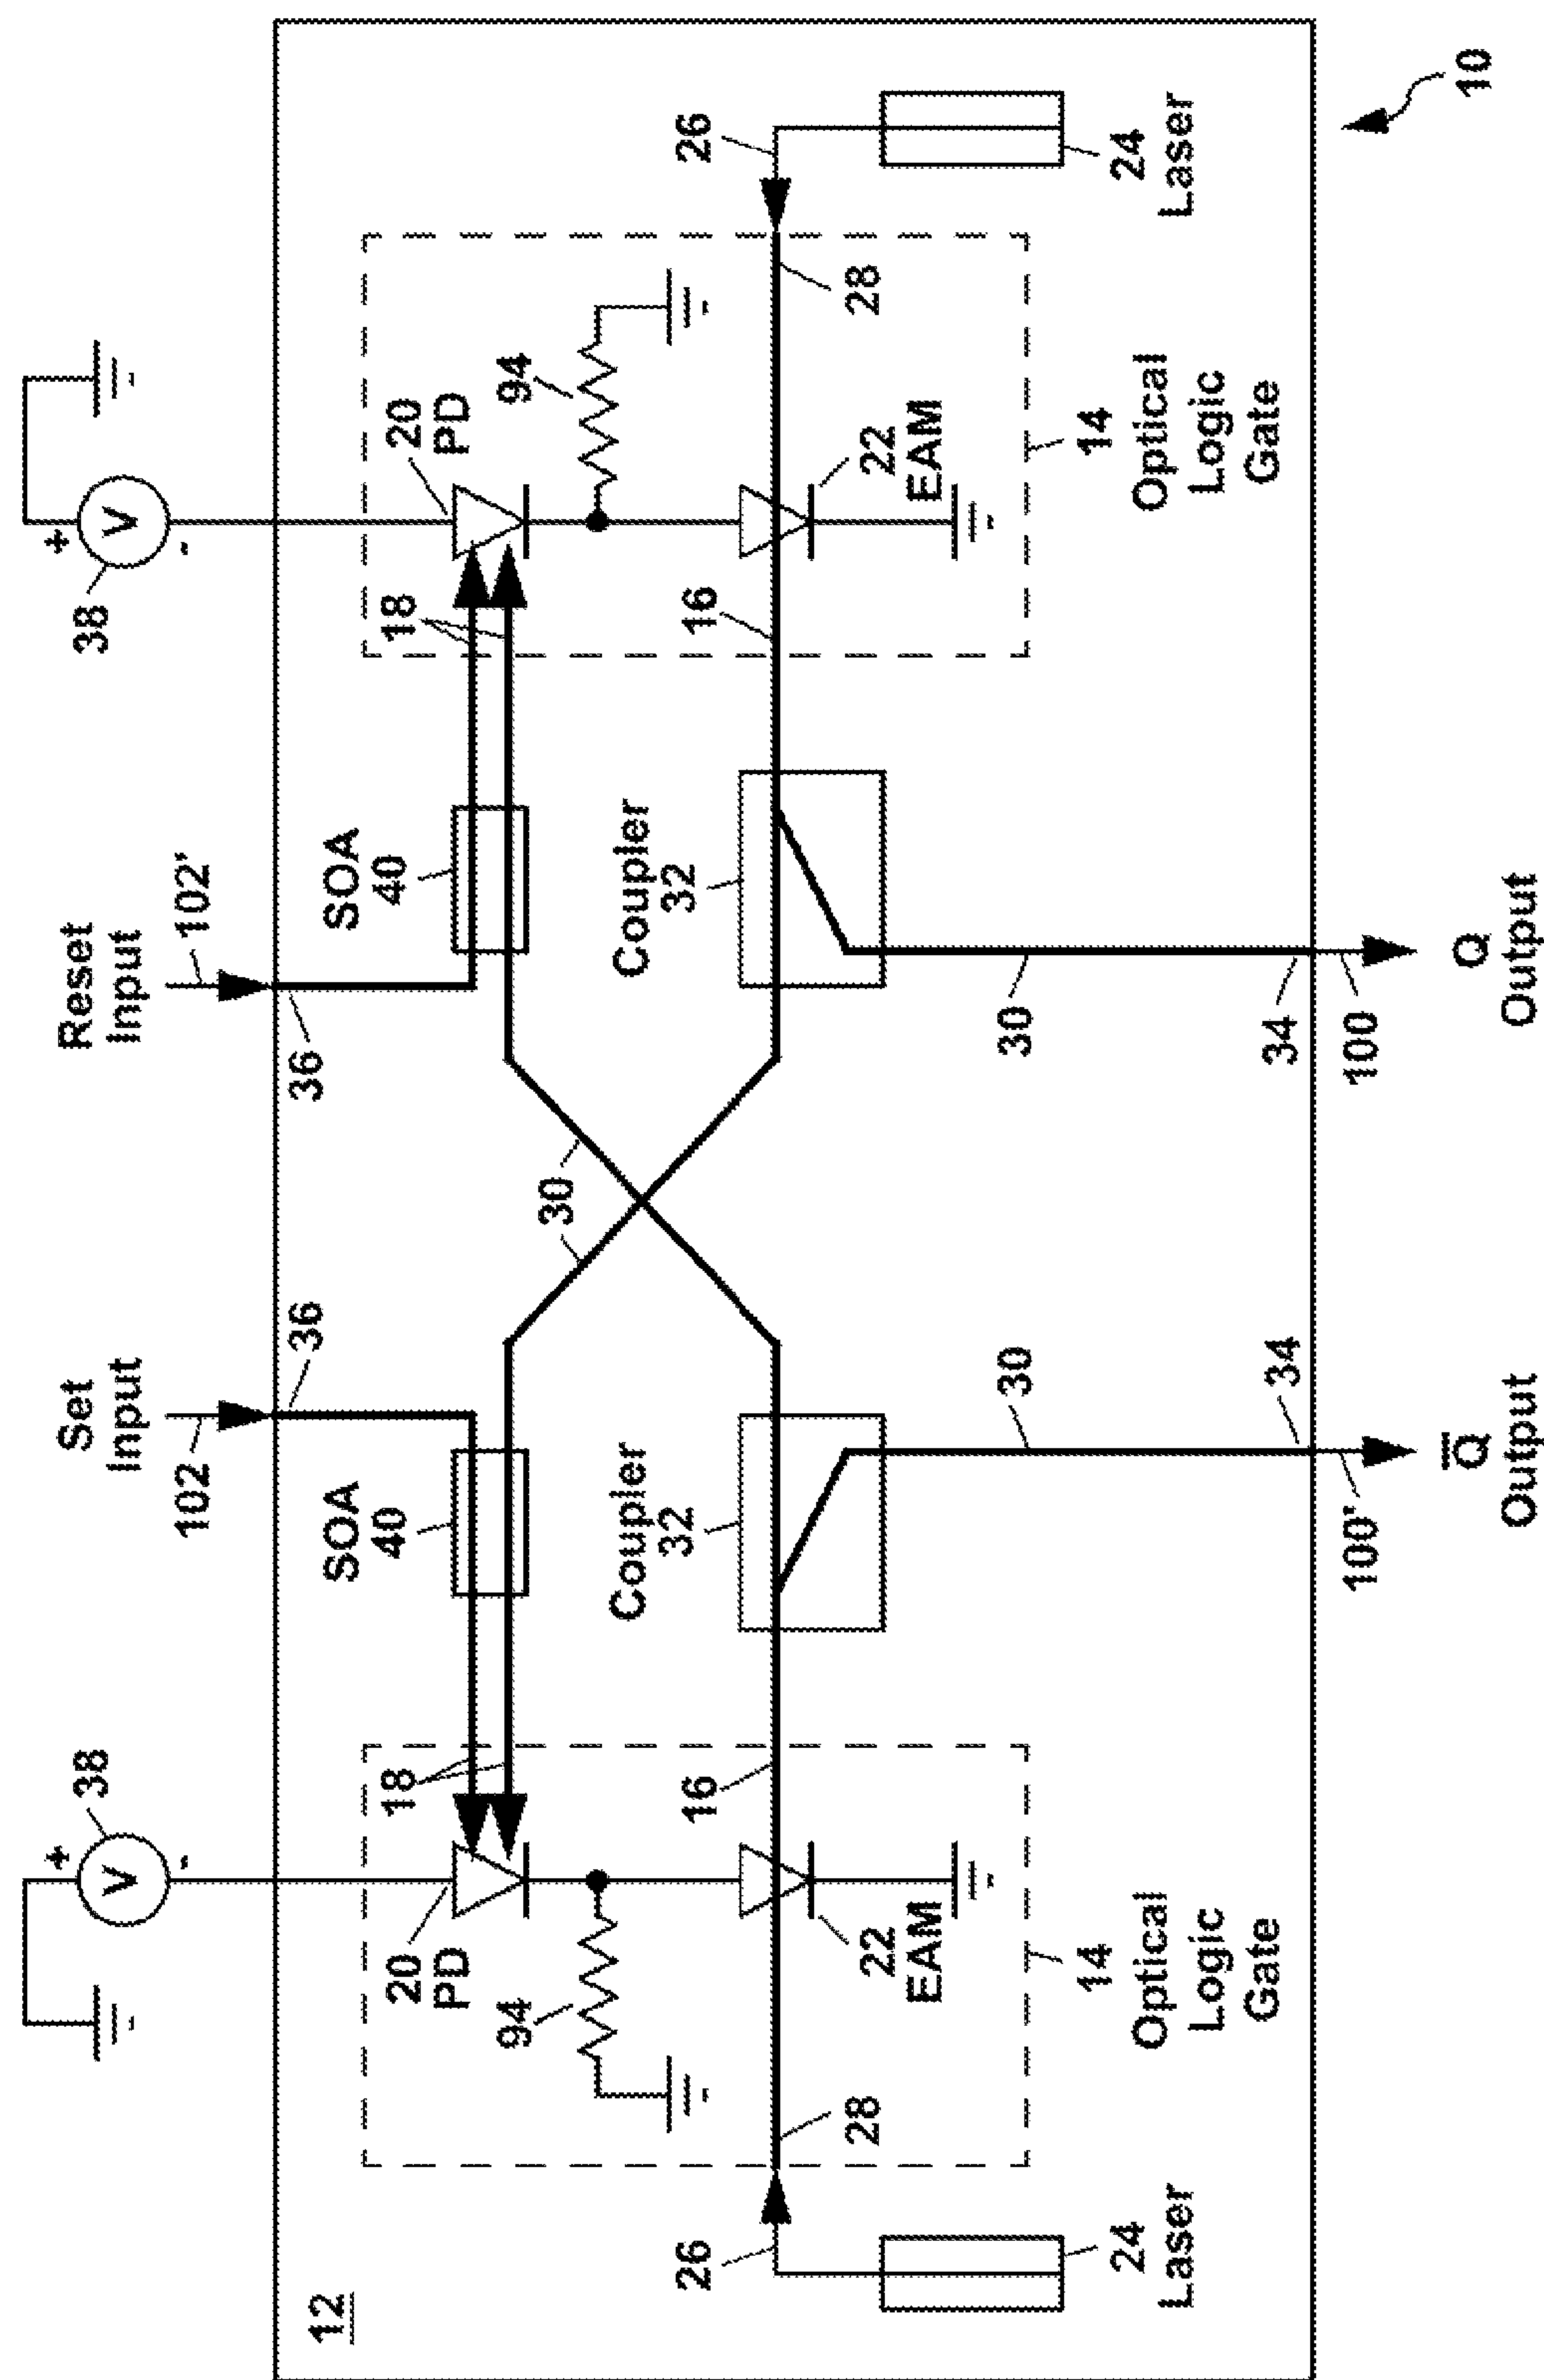 12
38
+
V
-
Set
Input
102
36
Reset
Input
102'
36
38
+
V
-
20
PD
18
SOA
40
SOA
40
18
20
PD
94
94
30
Coupler
32
Coupler
32
26
28
16
22
EAM
16
22
EAM
28
26
24
Laser
14
Optical
Logic
Gate
30
30
14
Optical
Logic
Gate
24
Laser
34
34
100'
100
Q̅
Output
Q
Output
10